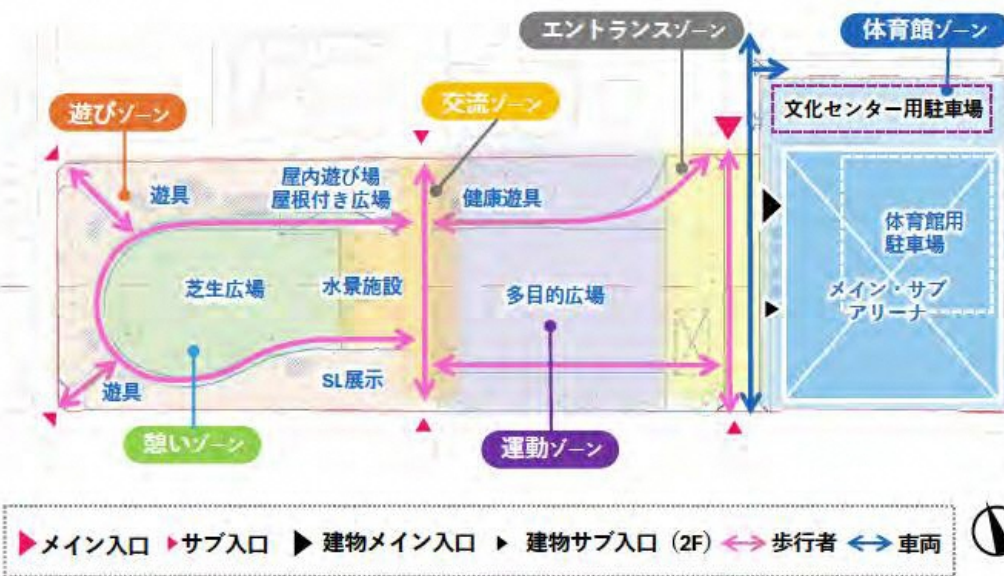 エントランスゾーン
体育館ゾーン
遊びゾーン
交流ゾーン
文化センター用駐車場
遊具
屋内遊び場
屋根付き広場
健康遊具
体育館用
駐車場
芝生広場
水景施設
多目的広場
メイン・サブ
アリーナ
遊具
SL展示
憩いゾーン
運動ゾーン
メイン入口 サブ入口 建物メイン入口 建物サブ入口（2F） 歩行者 車両